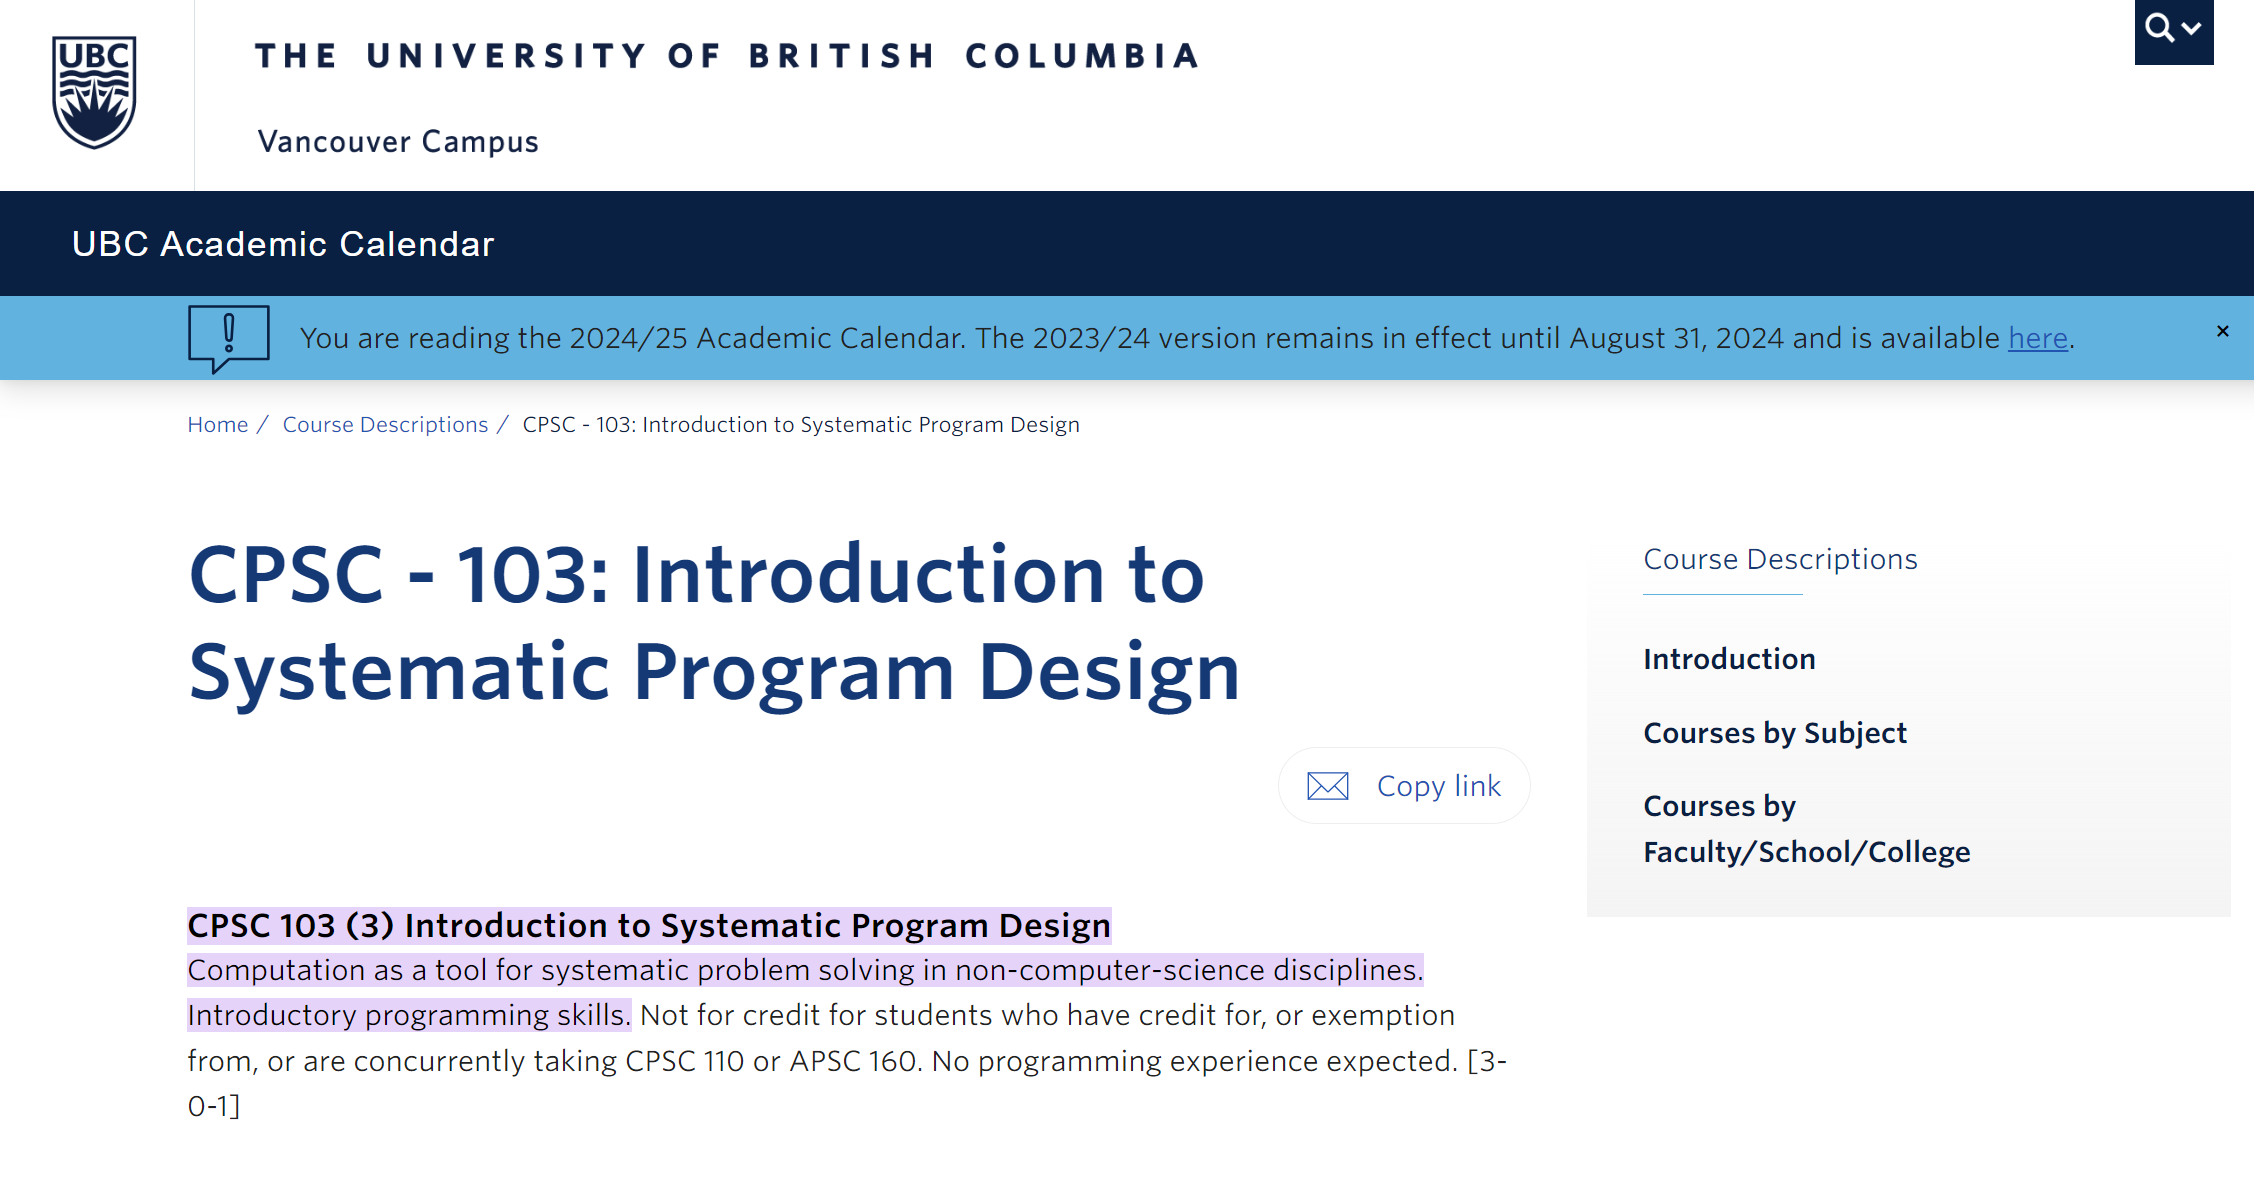 UBC
THE UNIVERSITY OF BRITISH COLUMBIA
Vancouver Campus
UBC Academic Calendar
! You are reading the 2024/25 Academic Calendar. The 2023/24 version remains in effect until August 31, 2024 and is available here. ×
Home / Course Descriptions / CPSC - 103: Introduction to Systematic Program Design
CPSC - 103: Introduction to
Systematic Program Design
Copy link
CPSC 103 (3) Introduction to Systematic Program Design
Computation as a tool for systematic problem solving in non-computer-science disciplines.
Introductory programming skills. Not for credit for students who have credit for, or exemption
from, or are concurrently taking CPSC 110 or APSC 160. No programming experience expected. [3-
0-1]
Course Descriptions
Introduction
Courses by Subject
Courses by
Faculty/School/College